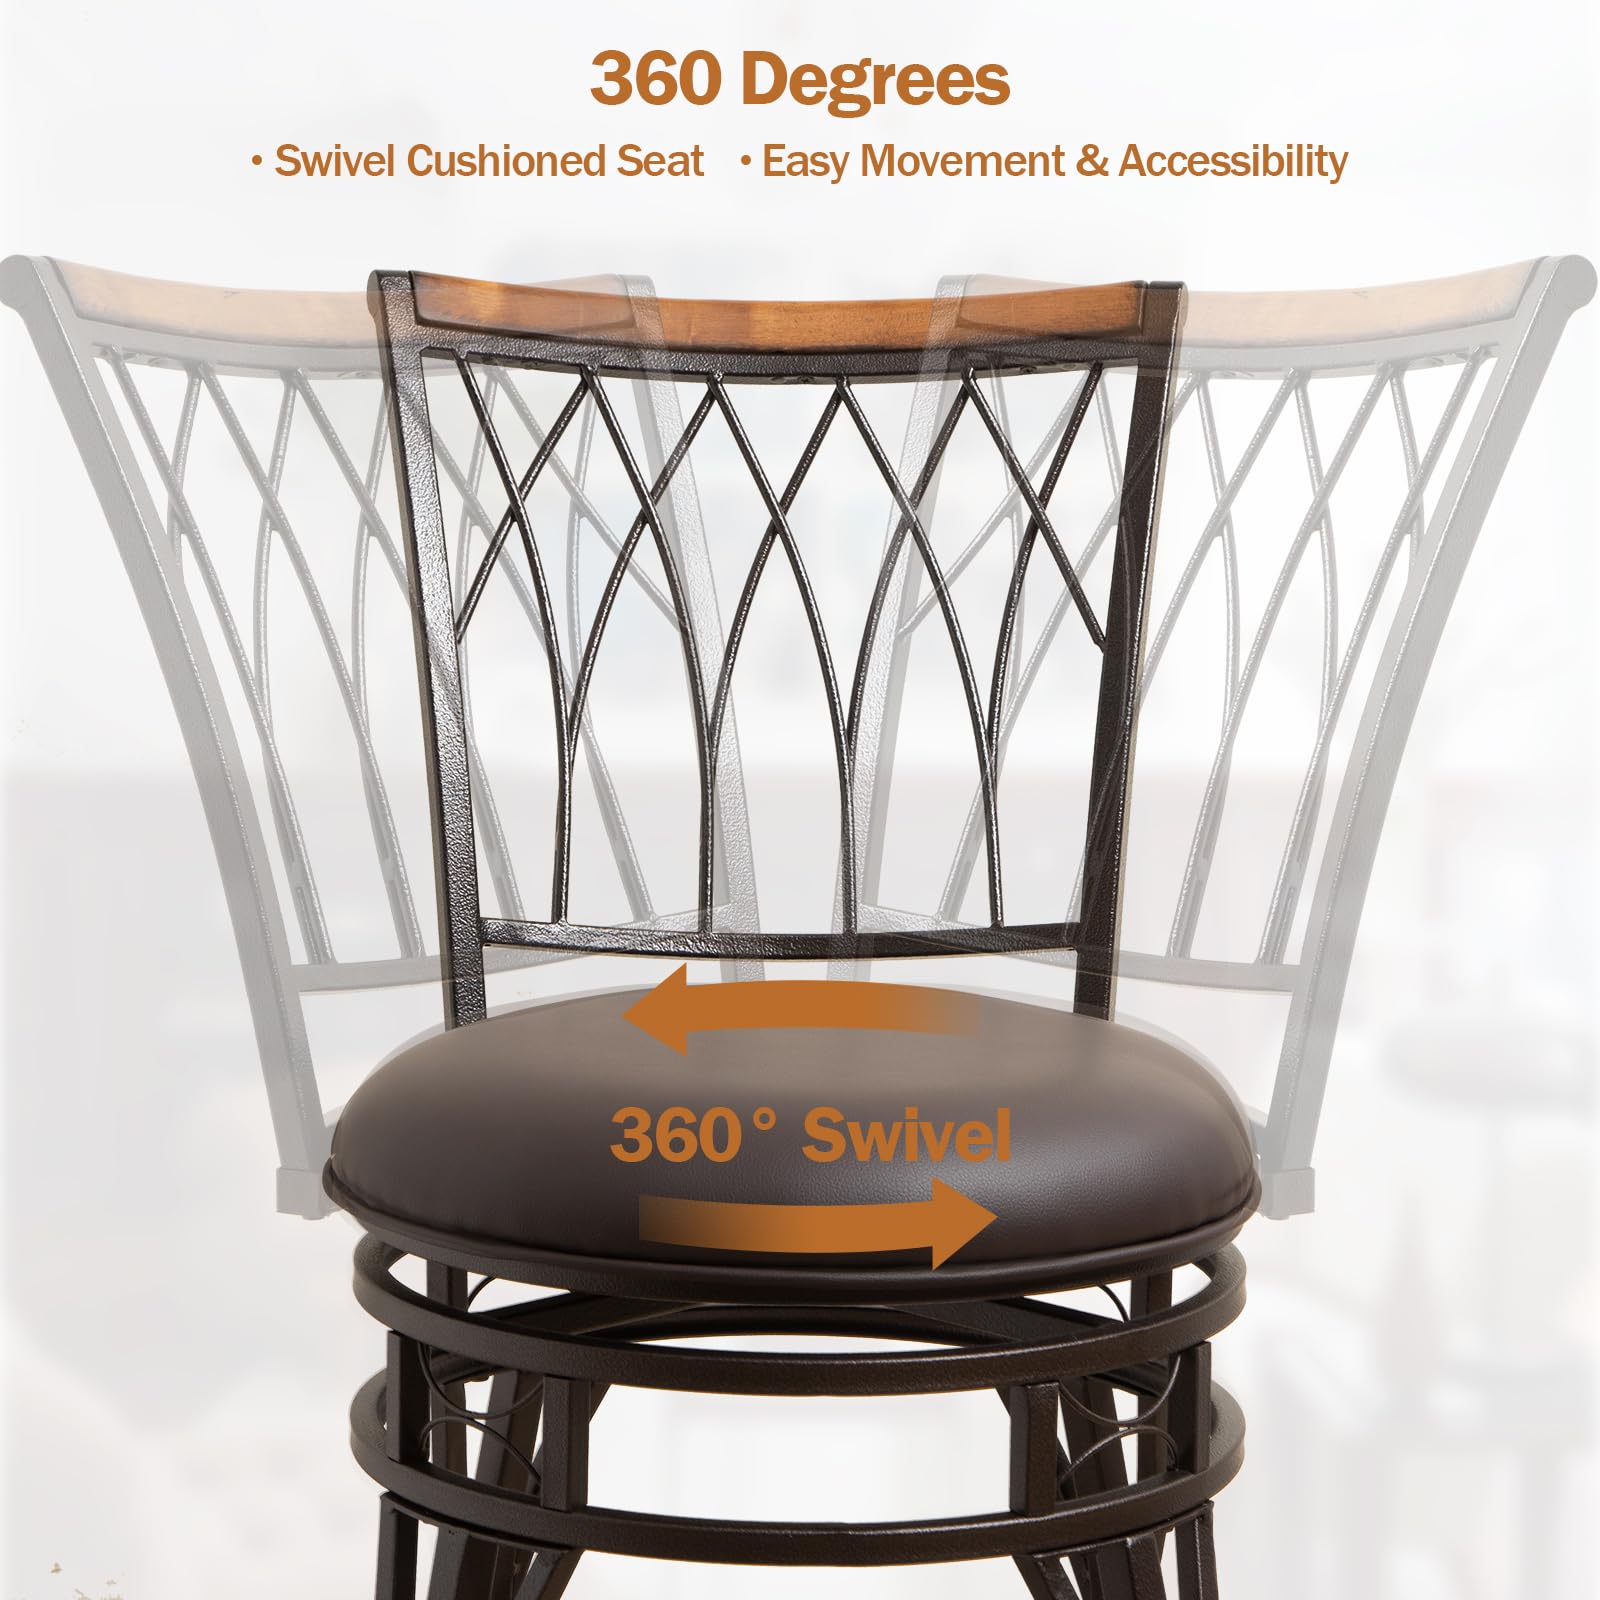 360 Degrees
• Swivel Cushioned Seat • Easy Movement & Accessibility
360° Swivel